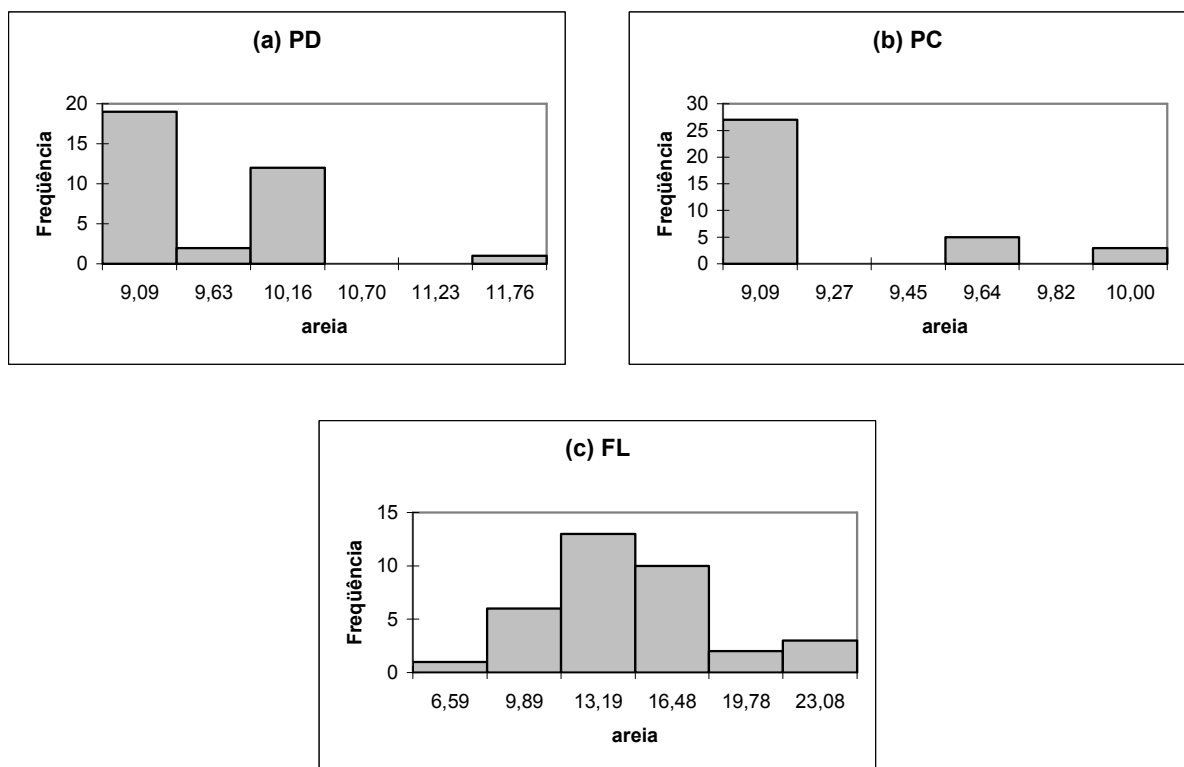 (a) PD
Freqüência
20
15
10
5
0
9,09 9,63 10,16 10,70 11,23 11,76
areia
(b) PC
Freqüência
30
25
20
15
10
5
0
9,09 9,27 9,45 9,64 9,82 10,00
areia
(c) FL
Freqüência
15
10
5
0
6,59 9,89 13,19 16,48 19,78 23,08
areia